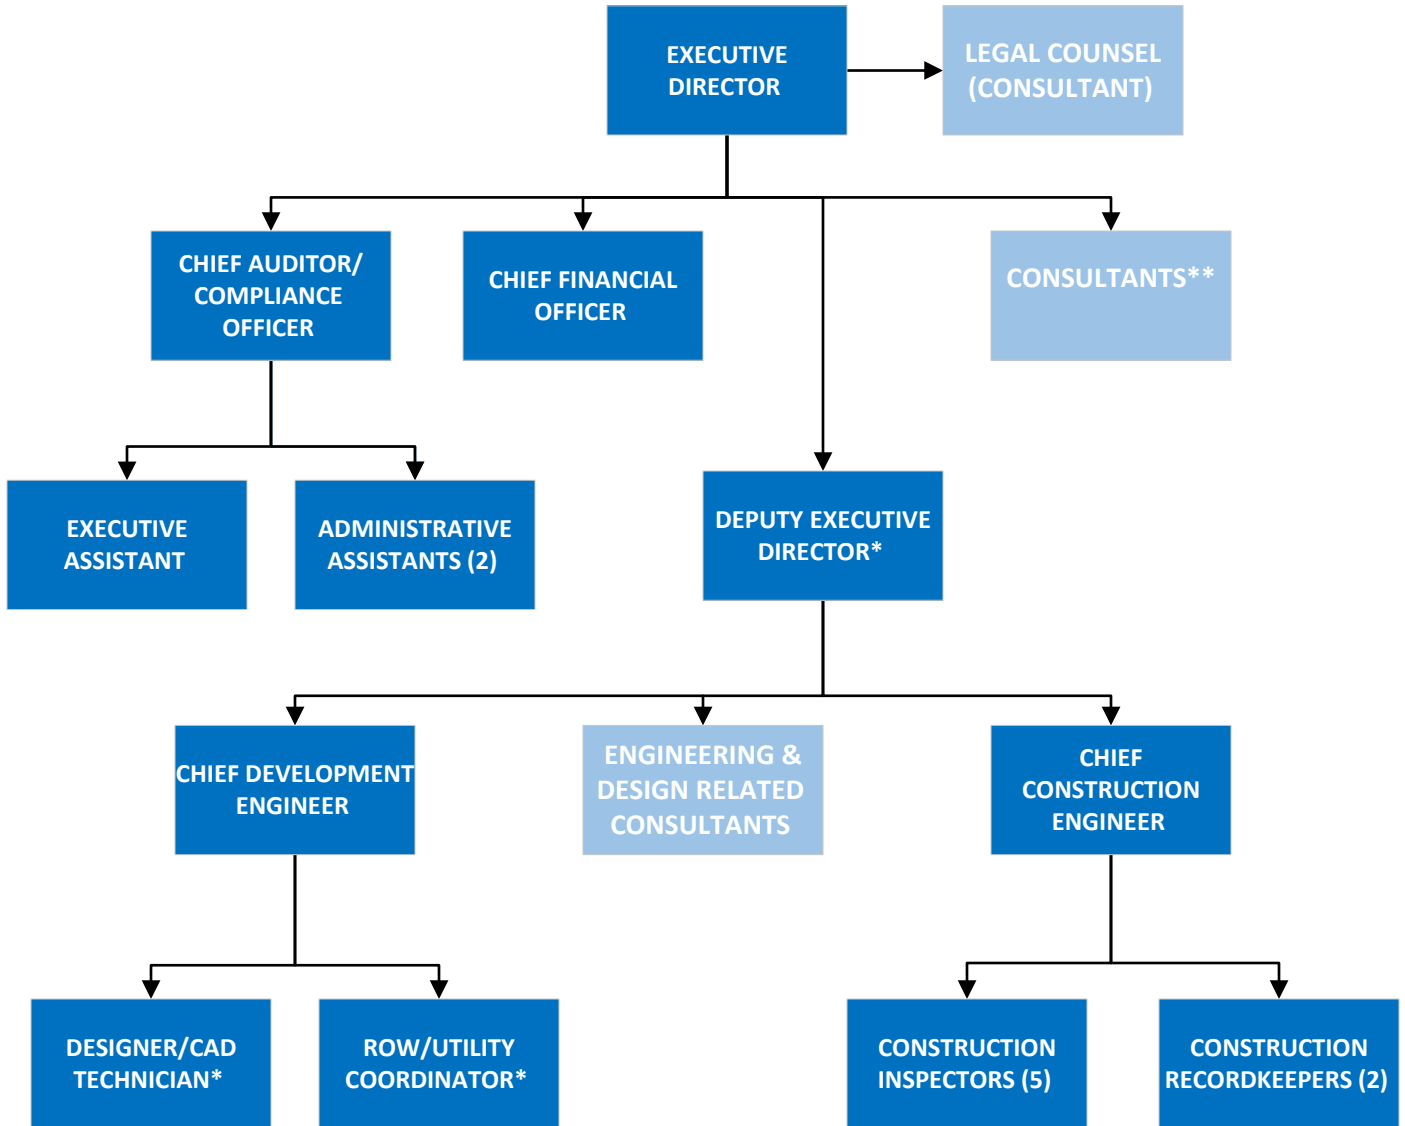 EXECUTIVE
DIRECTOR
LEGAL COUNSEL
(CONSULTANT)
CHIEF AUDITOR/
COMPLIANCE
OFFICER
CHIEF FINANCIAL
OFFICER
CONSULTANTS**
EXECUTIVE
ASSISTANT
ADMINISTRATIVE
ASSISTANTS (2)
DEPUTY EXECUTIVE
DIRECTOR*
CHIEF DEVELOPMENT
ENGINEER
ENGINEERING &
DESIGN RELATED
CONSULTANTS
CHIEF
CONSTRUCTION
ENGINEER
DESIGNER/CAD
TECHNICIAN*
ROW/UTILITY
COORDINATOR*
CONSTRUCTION
INSPECTORS (5)
CONSTRUCTION
RECORDKEEPERS (2)